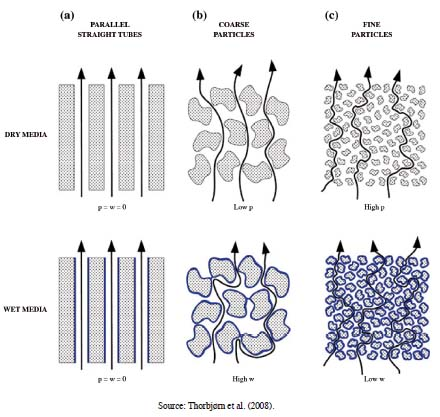 (a) (b) (c)
PARALLEL STRAIGHT TUBES
COARSE PARTICLES
FINE PARTICLES
DRY MEDIA
p = w = 0
Low p
High p
WET MEDIA
p = w = 0
High w
Low w
Source: Thorbjørn et al. (2008).